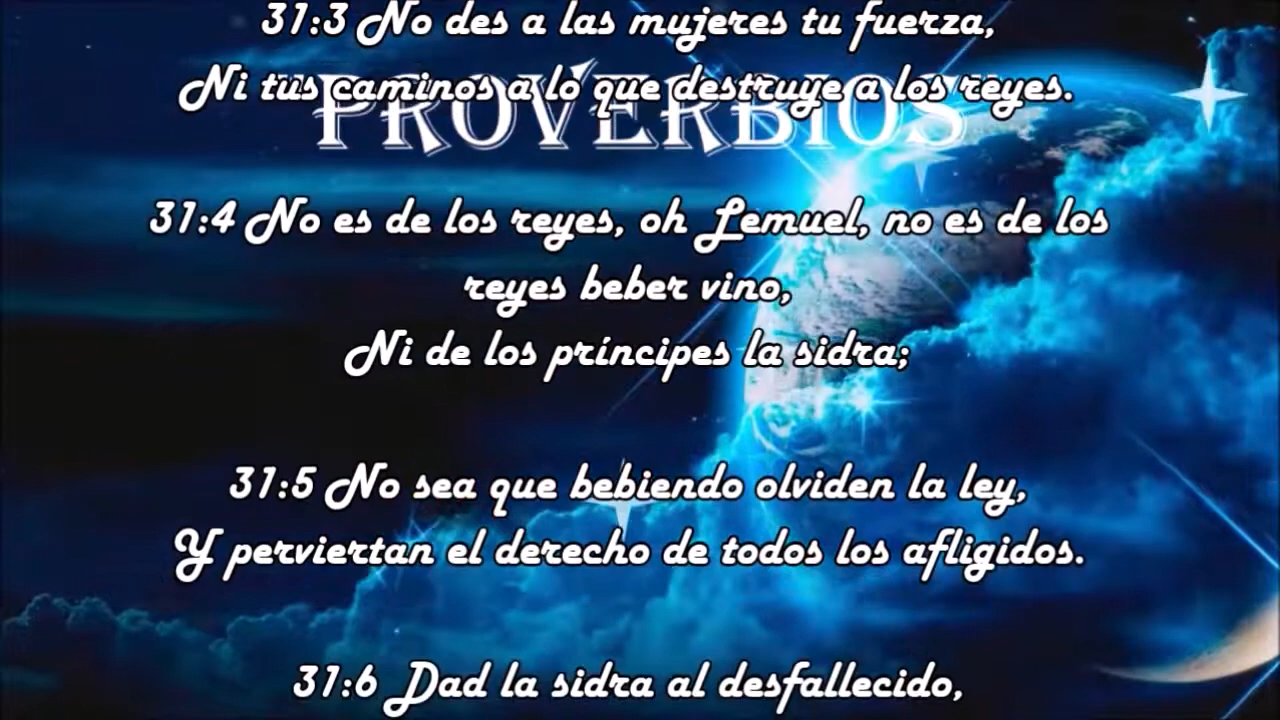 31:3 No des a las mujeres tu fuerza,
Ni tus caminos a lo que destruye a los reyes.
PROVERBIOS
31:4 No es de los reyes, oh Lemuel, no es de los
reyes beber vino,
Ni de los príncipes la sidra;
31:5 No sea que bebiendo olviden la ley,
Y perviertan el derecho de todos los afligidos.
31:6 Dad la sidra al desfallecido,